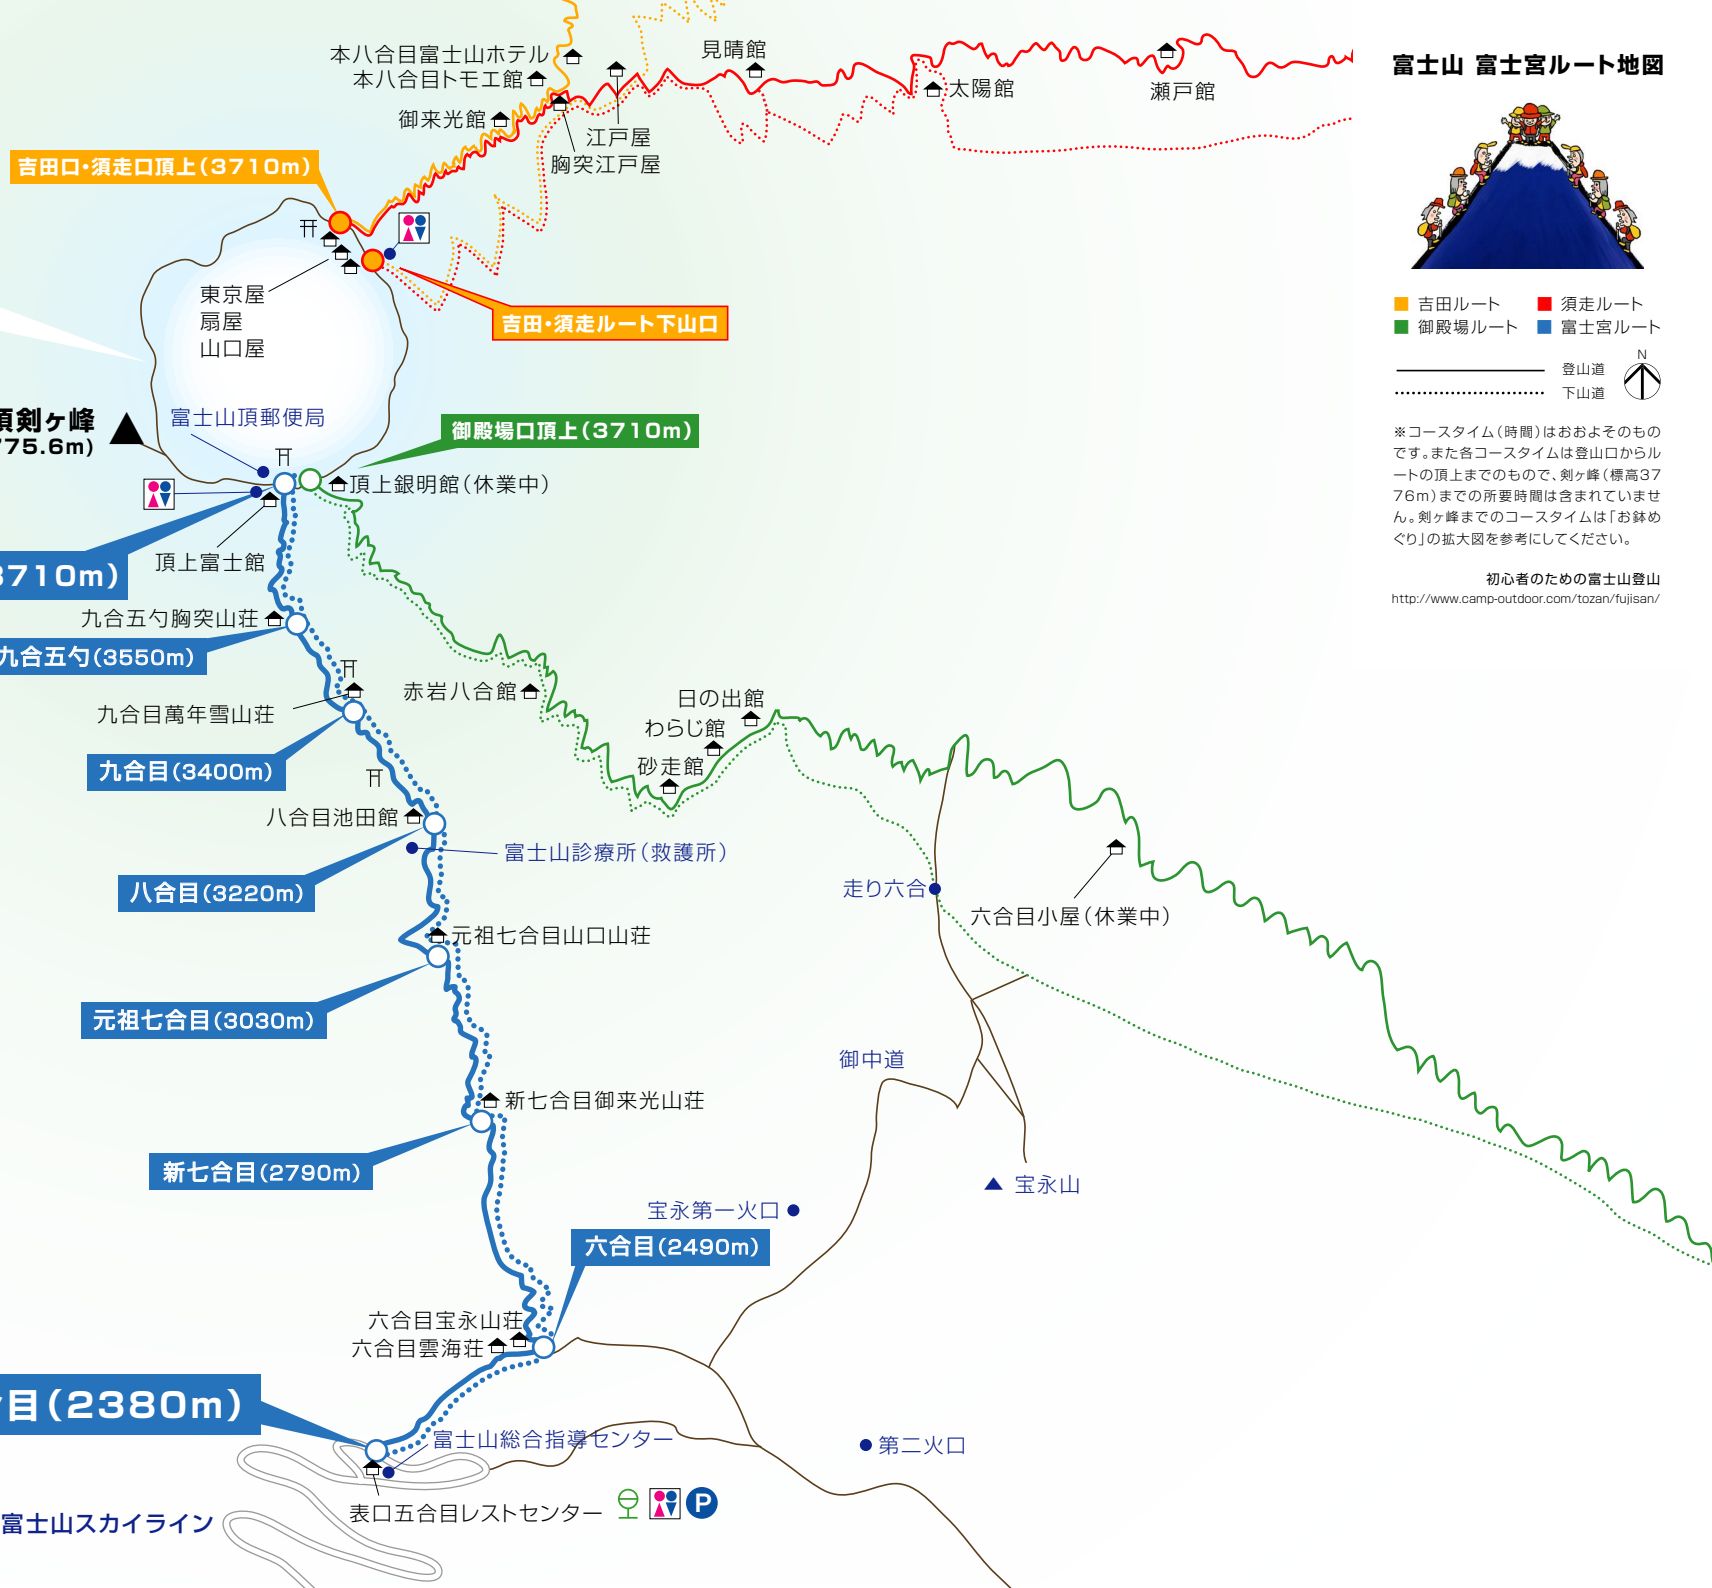 本八合目富士山ホテル
本八合目トモエ館
御来光館
見晴館
江戸屋
胸突江戸屋
太陽館
瀬戸館
吉田口・須走口頂上(3710m)
東京屋
扇屋
山口屋
吉田・須走ルート下山口
剣ヶ峰
75.6m)
富士山頂郵便局
御殿場口頂上(3710m)
頂上銀明館(休業中)
頂上富士館
3710m)
九合五勺胸突山荘
九合五勺(3550m)
九合目萬年雪山荘
九合目(3400m)
八合目池田館
富士山診療所(救護所)
八合目(3220m)
元祖七合目山口山荘
元祖七合目(3030m)
新七合目御来光山荘
新七合目(2790m)
赤岩八合館
日の出館
わらじ館
砂走館
走り六合
六合目小屋(休業中)
御中道
宝永山
宝永第一火口
六合目(2490m)
六合目宝永山荘
六合目雲海荘
目(2380m)
富士山総合指導センター
第二火口
表口五合目レストセンター
P
富士山スカイライン
富士山 富士宮ルート地図
吉田ルート
須走ルート
御殿場ルート
富士宮ルート
登山道
下山道
N
※コースタイム(時間)はおおよそのもの
です。また各コースタイムは登山口からル
ートの頂上までのもので、剣ヶ峰(標高37
76m)までの所要時間は含まれていませ
ん。剣ヶ峰までのコースタイムは「お鉢め
ぐり」の拡大図を参考にしてください。
初心者のための富士山登山
http://www.camp-outdoor.com/tozan/fujisan/